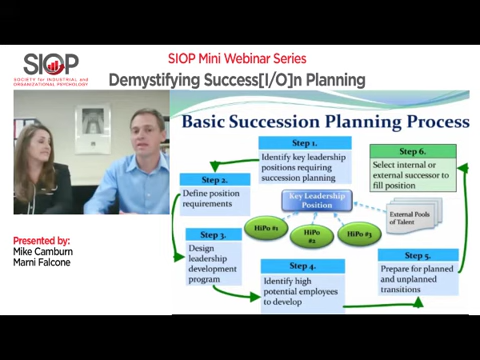 SIOP
SOCIETY for INDUSTRIAL and
ORGANIZATIONAL PSYCHOLOGY
SIOP Mini Webinar Series
Demystifying Success[I/O]n Planning
Presented by:
Mike Camburn
Marni Falcone
Basic Succession Planning Process
Step 1.
Identify key leadership
positions requiring
succession planning
Step 2.
Define position
requirements
Step 3.
Design
leadership
development
program
Step 4.
Identify high
potential employees
to develop
Step 5.
Prepare for planned
and unplanned
transitions
Step 6.
Select internal or
external successor to
fill position
Key Leadership
Position
HiPo #1
HiPo
#2
HiPo #3
External Pools
of Talent